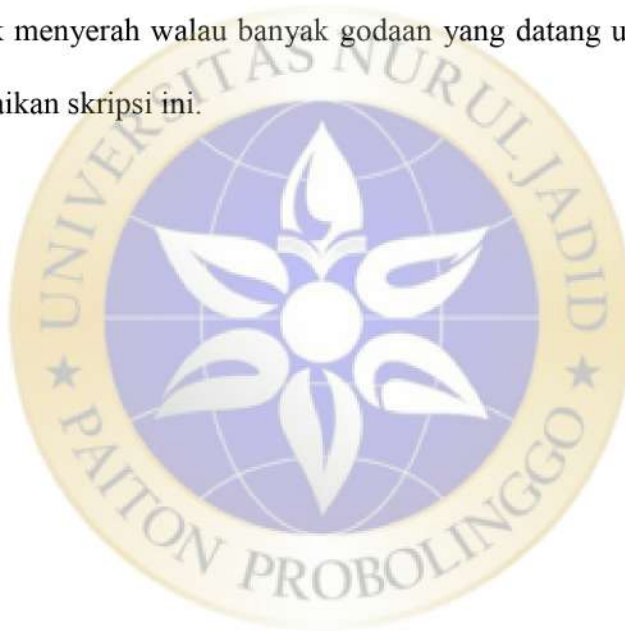 menyerah walau banyak godaan yang datang
skripsi ini.
UNIVERSITAS NURUL JADID
PAITON PROBOLINGGO